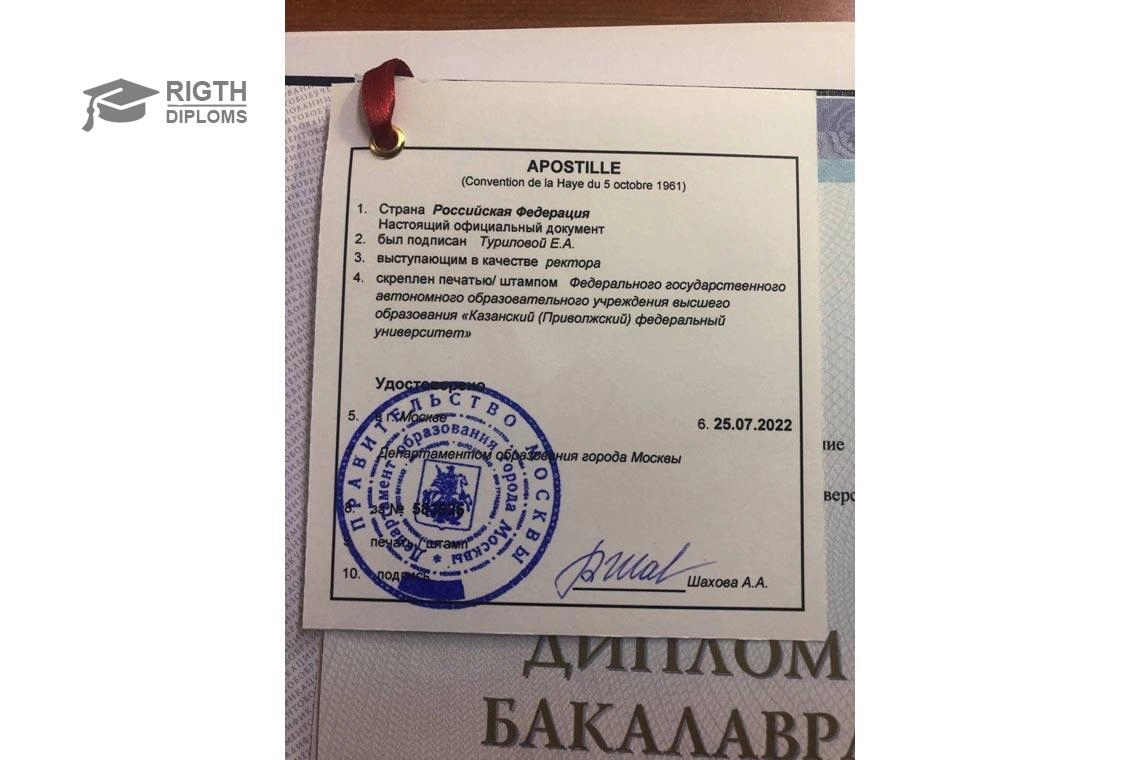 RIGTH
DIPLOMS
APOSTILLE
(Convention de la Haye du 5 octobre 1961)
1. Страна Российская Федерация
Настоящий официальный документ
2. был подписан Туриловой Е.А.
3. выступающим в качестве ректора
4. скреплен печатью/ штампом Федерального государственного
автономного образовательного учреждения высшего
образования «Казанский (Приволжский) федеральный
университет»
Удостоверено
5. в г. Москве
6. 25.07.2022
Департаментом образования города Москвы
8. за №
печать / штамп
10. подпись
Шахова А.А.
ПРАВИТЕЛЬСТВО МОСКВЫ
Департамент образования города Москвы
ние
верс
ДИПЛОМ
БАКАЛАВРА